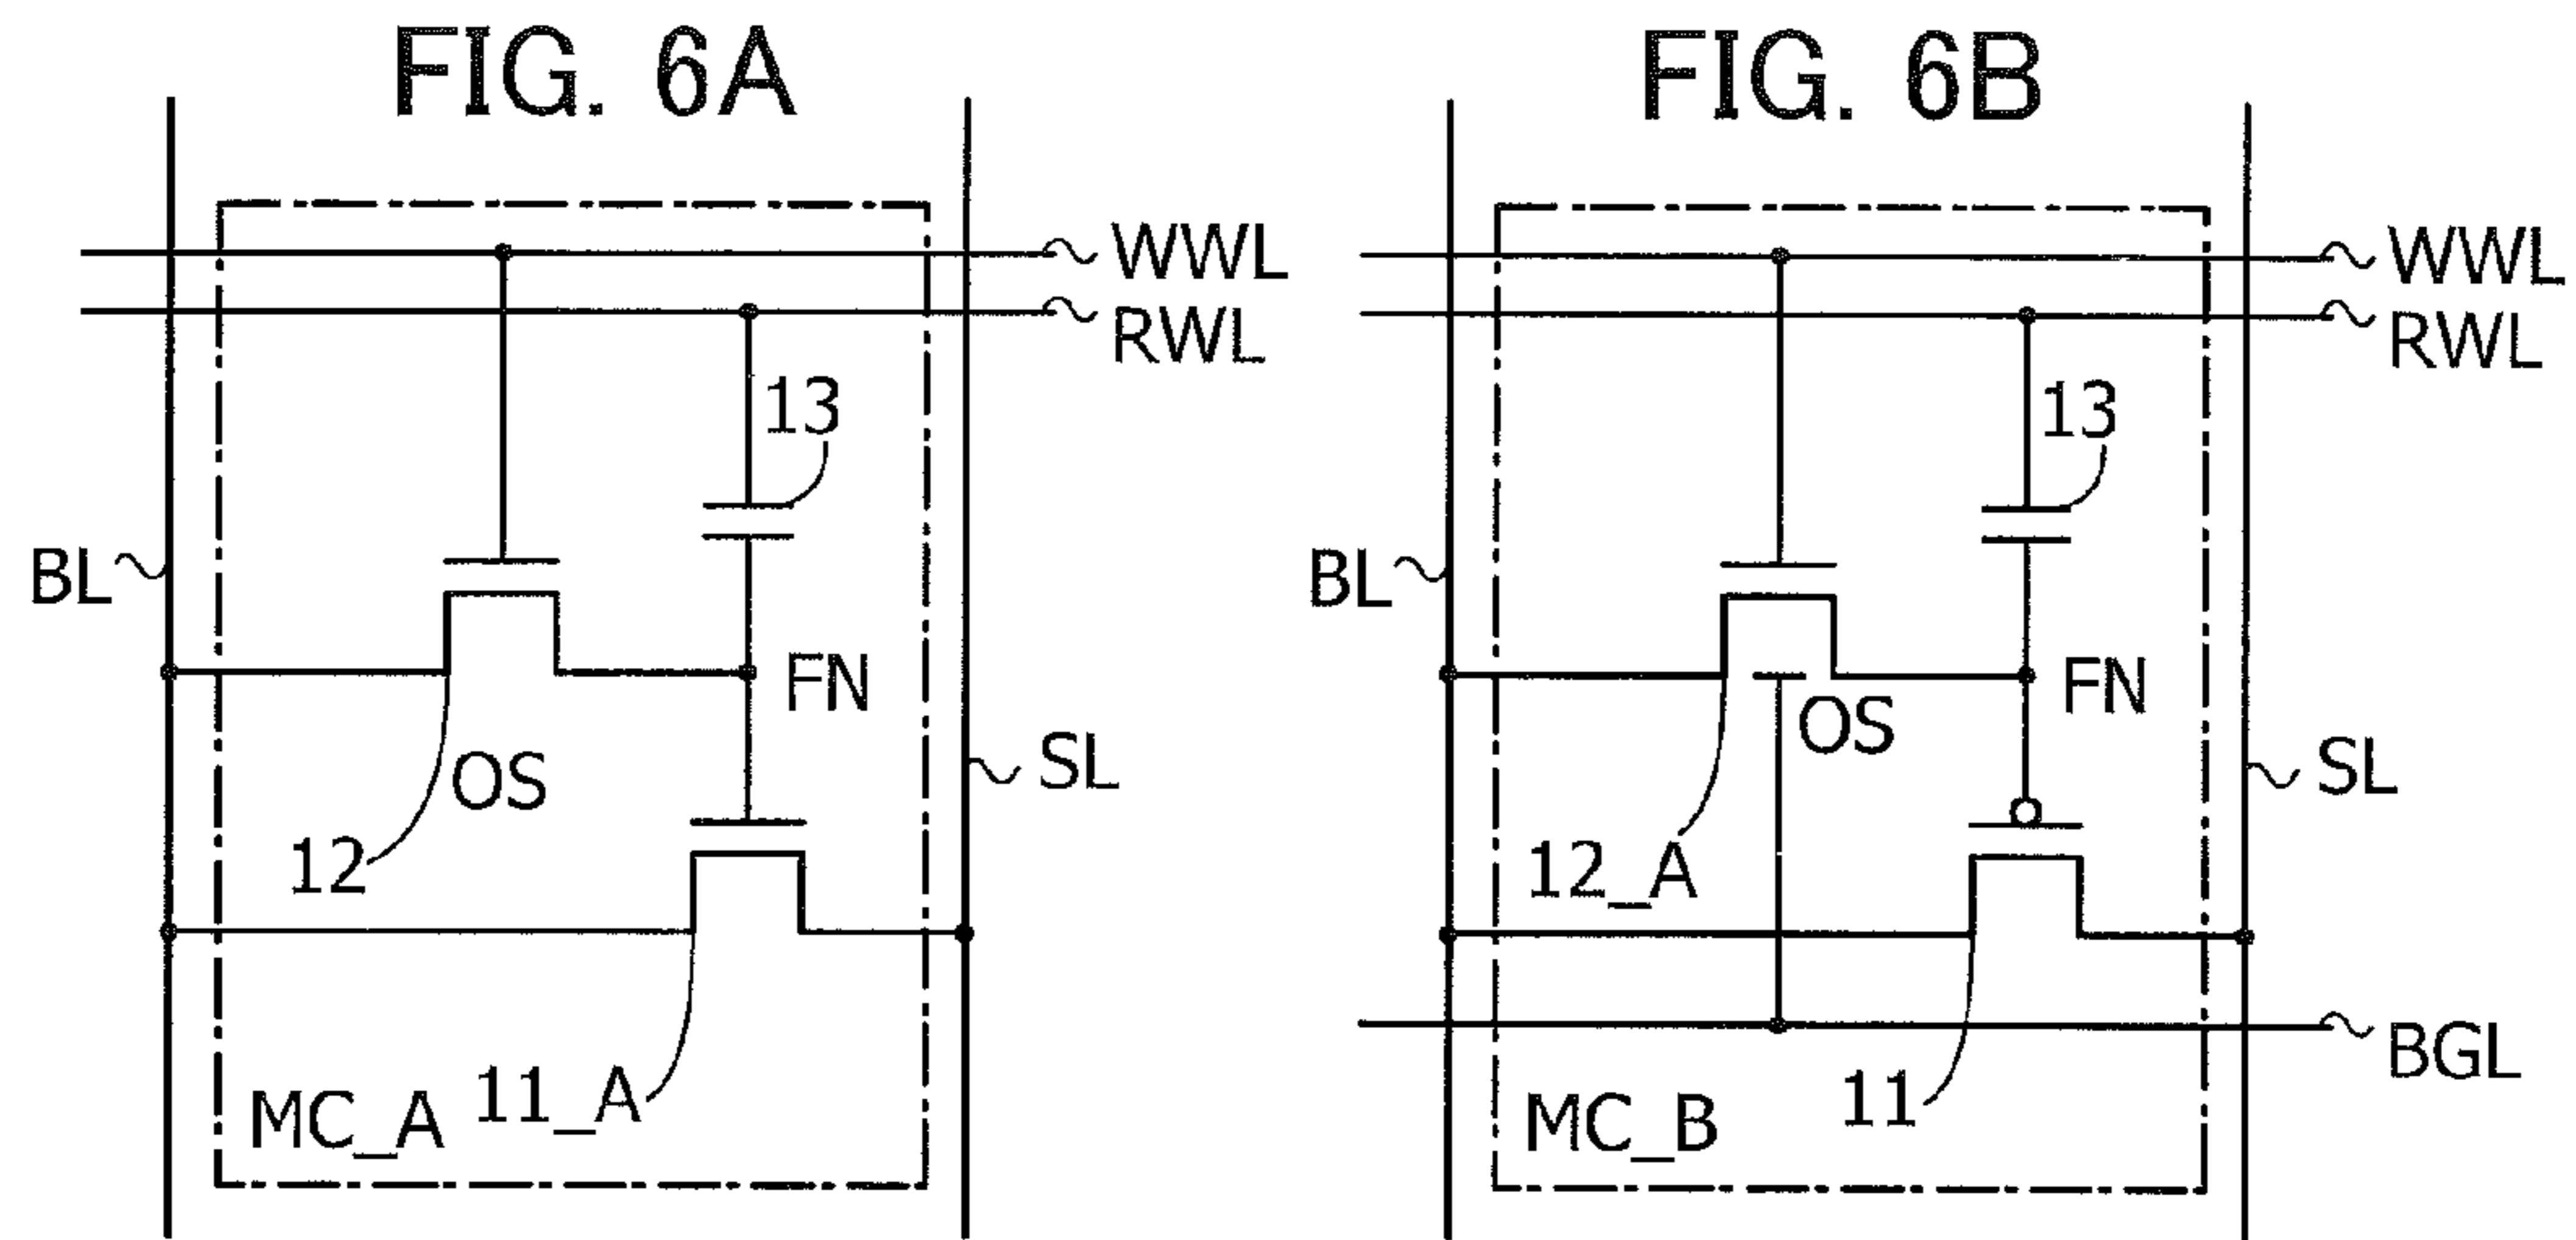 FIG. 6A
WWL
RWL
13
BL
FN
OS
SL
12
11_A
MC_A
FIG. 6B
WWL
RWL
13
BL
FN
OS
SL
12_A
BGL
11
MC_B